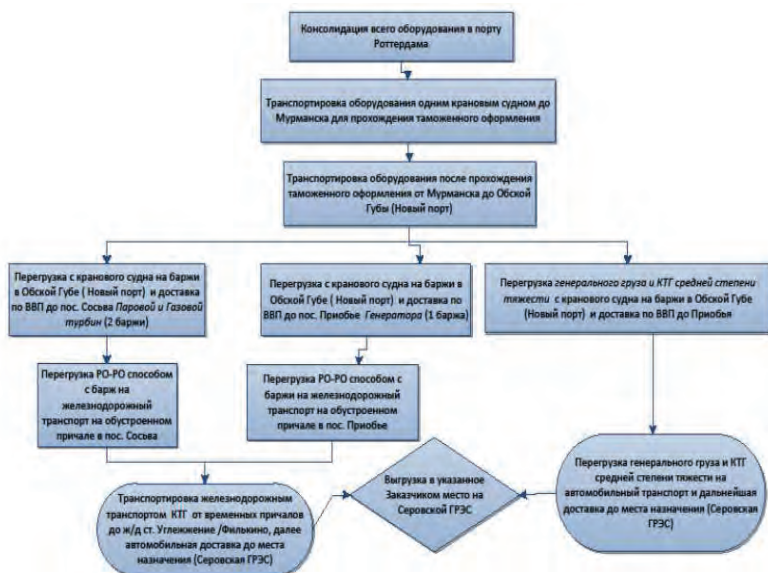 Консолидация всего оборудования в порту
Роттердама
Транспортировка оборудования одним крановым судном до
Мурманска для прохождения таможенного оформления
Транспортировка оборудования после прохождения
таможенного оформления от Мурманска до Обской
Губы (Новый порт)
Перегрузка с кранового судна на баржи
в Обской Губе ( Новый порт)  и доставка
по ВВП до пос. Сосьва Паровой и Газовой
турбин (2 баржи)
Перегрузка с кранового судна на баржи в
Обской Губе ( Новый порт)  и доставка по
ВВП до пос. Приобье  Генератора (1 баржа)
Перегрузка генерального груза и КТГ средней степени
тяжести  с кранового судна на баржи в Обской Губе
(Новый порт)  и доставка по ВВП до Приобья
Перегрузка РО-РО способом
с барж на
железнодорожный
транспорт на обустроенном
причале в пос. Сосьва
Перегрузка РО-РО способом с
баржи на железнодорожный
транспорт на обустроенном
причале в пос. Приобье
Транспортировка железнодорожным
транспортом  КТГ  от временных причалов
до ж/д ст. Углежжение /Филькино, далее
автомобильная доставка до места
назначения (Серовская ГРЭС)
Выгрузка в указанное
Заказчиком место на
Серовской ГРЭС
Перегрузка генерального груза и КТГ
средней степени тяжести на
автомобильный транспорт и дальнейшая
доставка до места назначения (Серовская
ГРЭС)